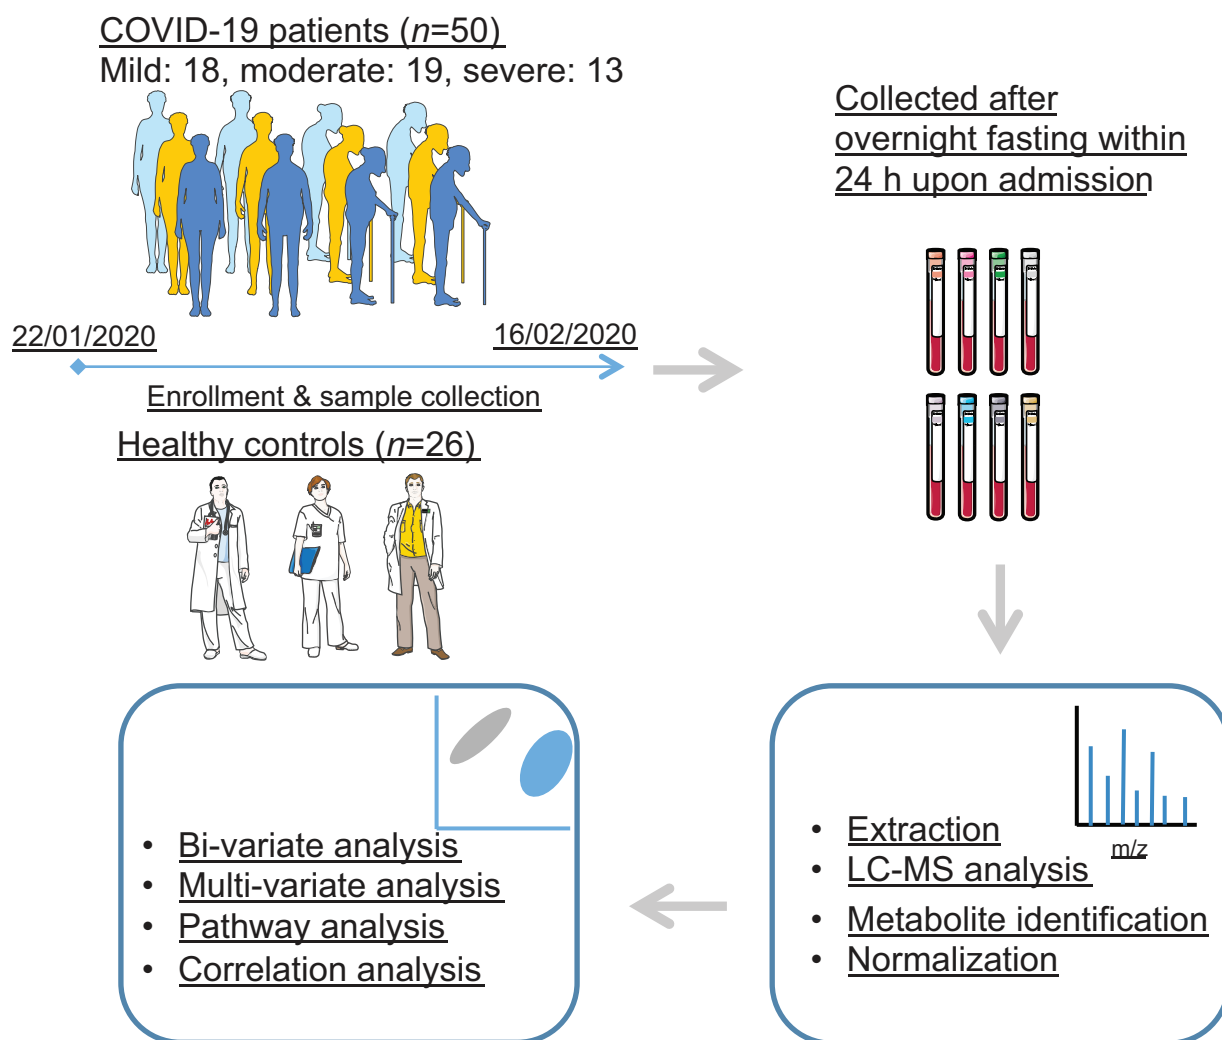 COVID-19 patients (n=50)
Mild: 18, moderate: 19, severe: 13
22/01/2020
16/02/2020
Enrollment & sample collection
Healthy controls (n=26)
Collected after
overnight fasting within
24 h upon admission
m/z
• Extraction
• LC-MS analysis
• Metabolite identification
• Normalization
• Bi-variate analysis
• Multi-variate analysis
• Pathway analysis
• Correlation analysis